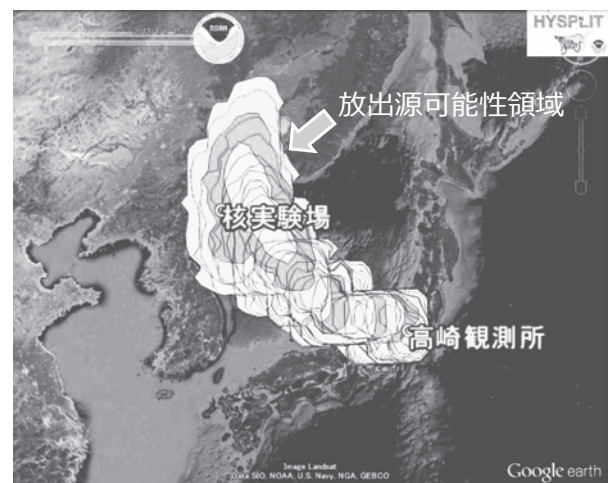 HYSPLIT
NOAA
放出源可能性領域
核実験場
高崎観測所
Image Landsat
Data SIO, NOAA, U.S. Navy, NGA, GEBCO
Google earth